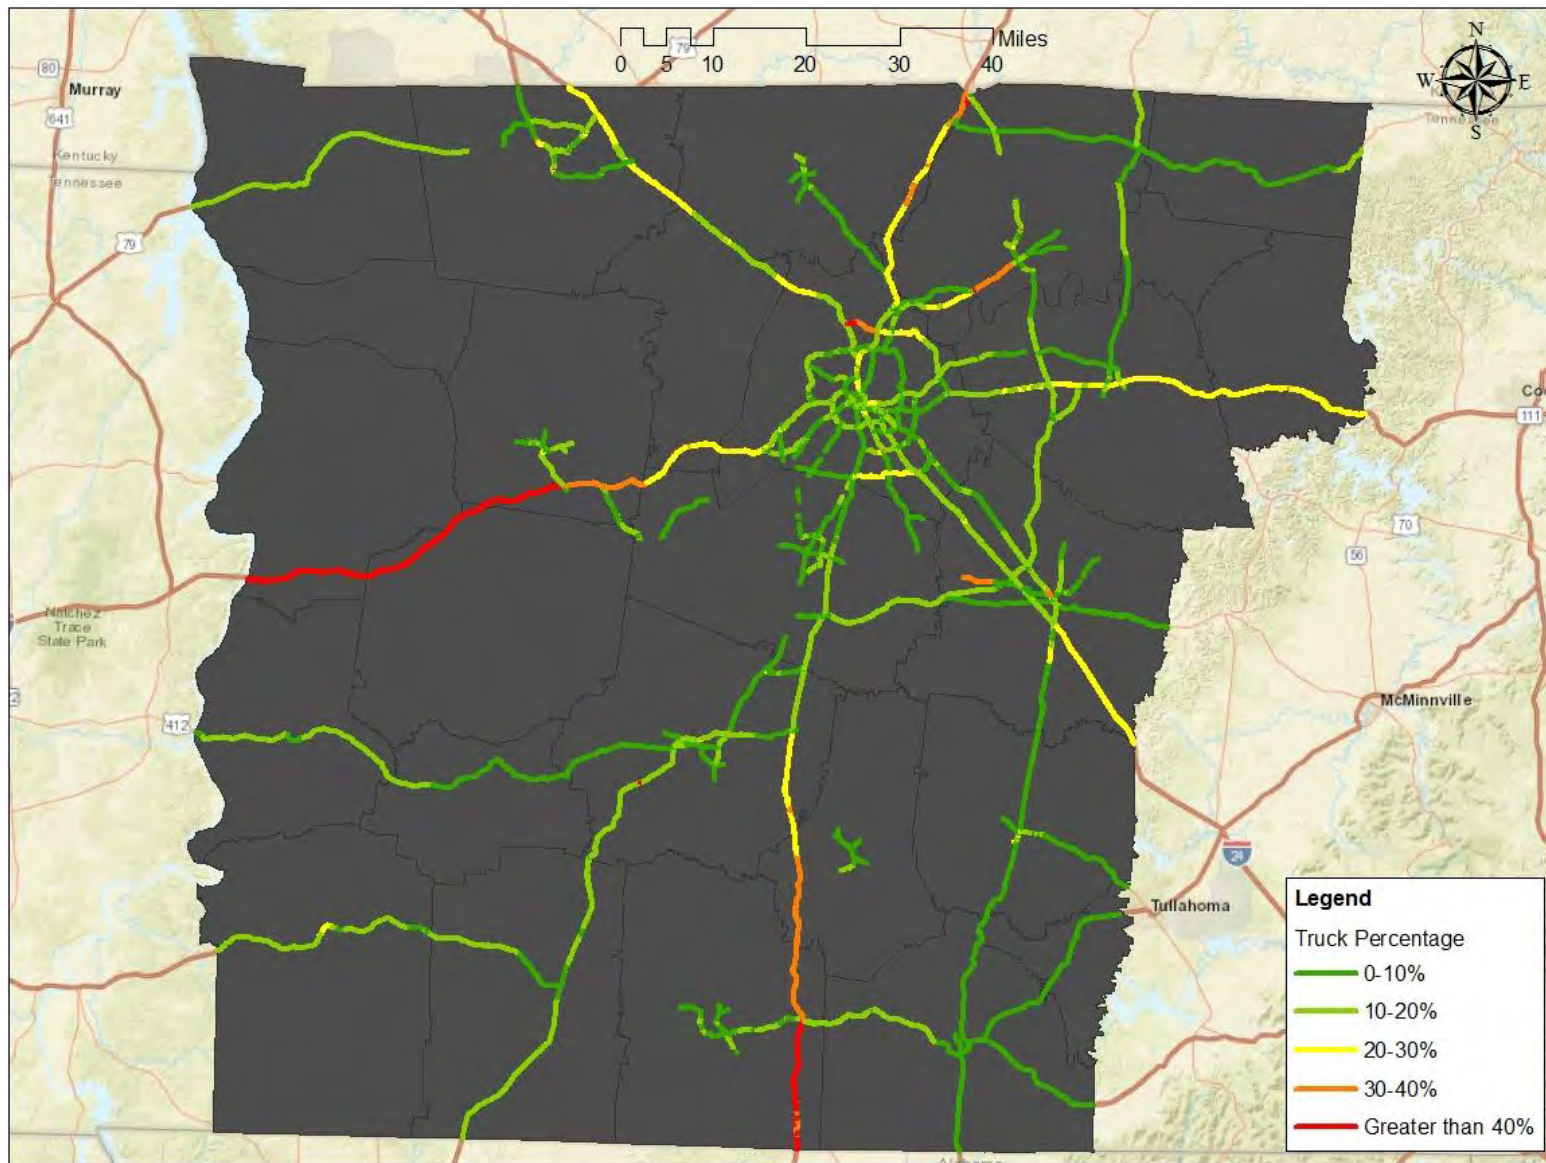 Miles
79
0 5 10 20 30 40
N
W E
S
80
Murray
641
Tennessee
Kentucky
Tennessee
79
111
70
56
Natchez
Trace
State Park
412
McMinnville
24
Tullahoma
Legend
Truck Percentage
0-10%
10-20%
20-30%
30-40%
Greater than 40%